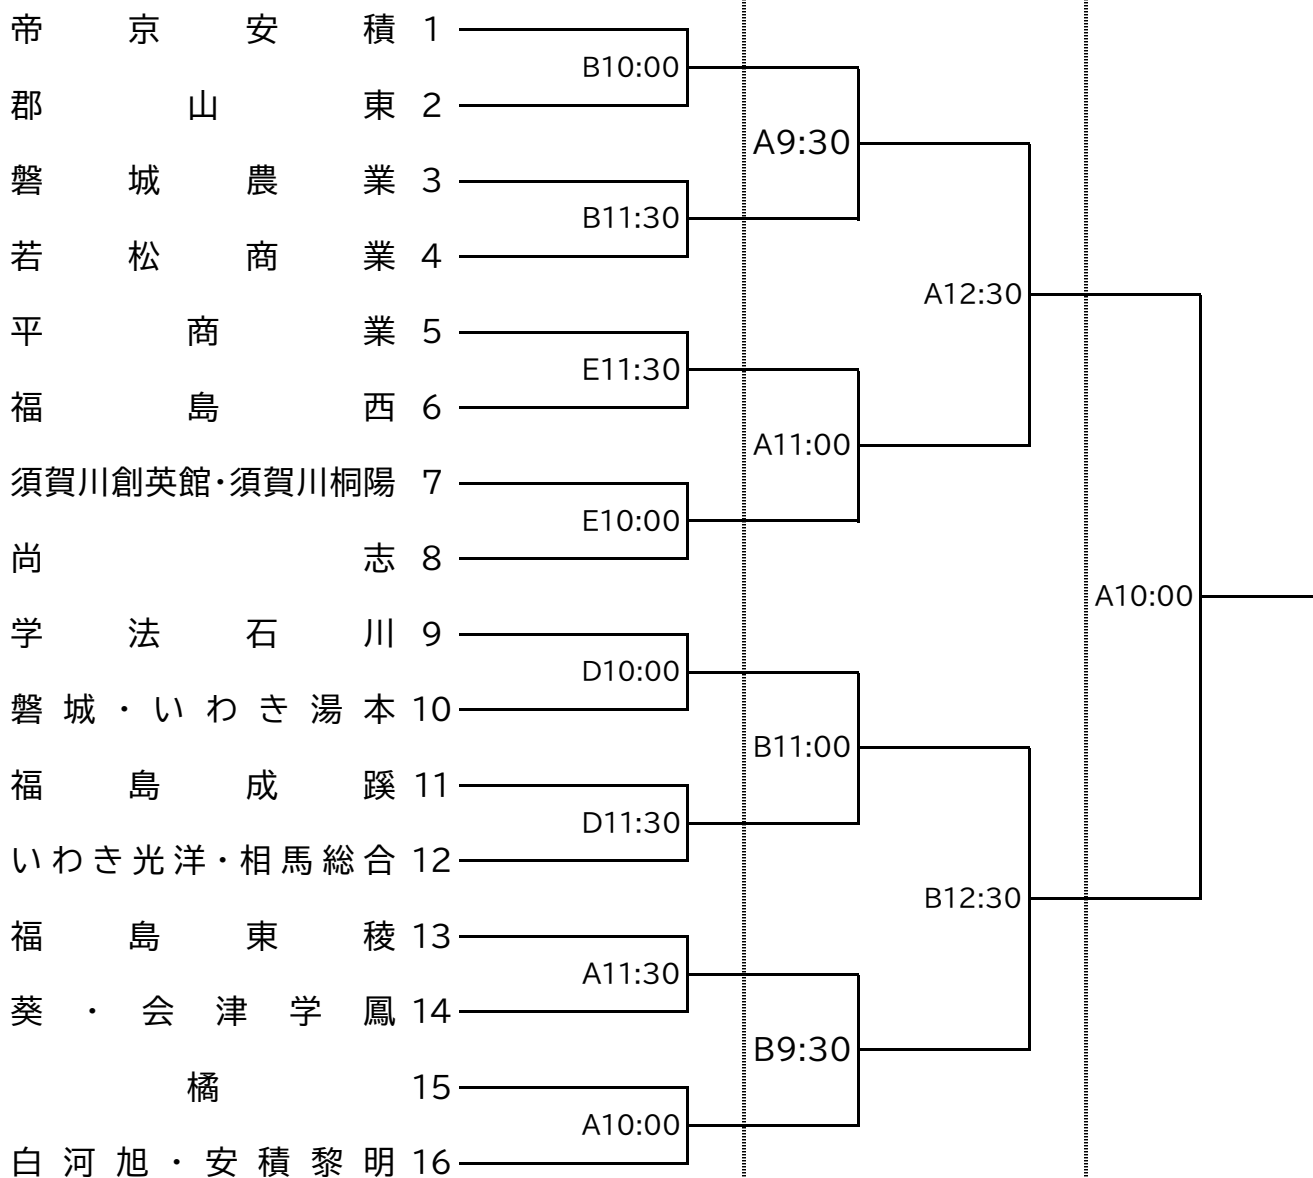 帝京安積 1
B10:00
郡山東 2
A9:30
磐城農業 3
B11:30
若松商業 4
A12:30
平商業 5
E11:30
福島西 6
A11:00
須賀川創英館・須賀川桐陽 7
E10:00
尚志 8
A10:00
学法石川 9
D10:00
磐城・いわき湯本 10
B11:00
福島成蹊 11
D11:30
いわき光洋・相馬総合 12
B12:30
福島東稜 13
A11:30
葵・会津学鳳 14
B9:30
橘 15
A10:00
白河旭・安積黎明 16